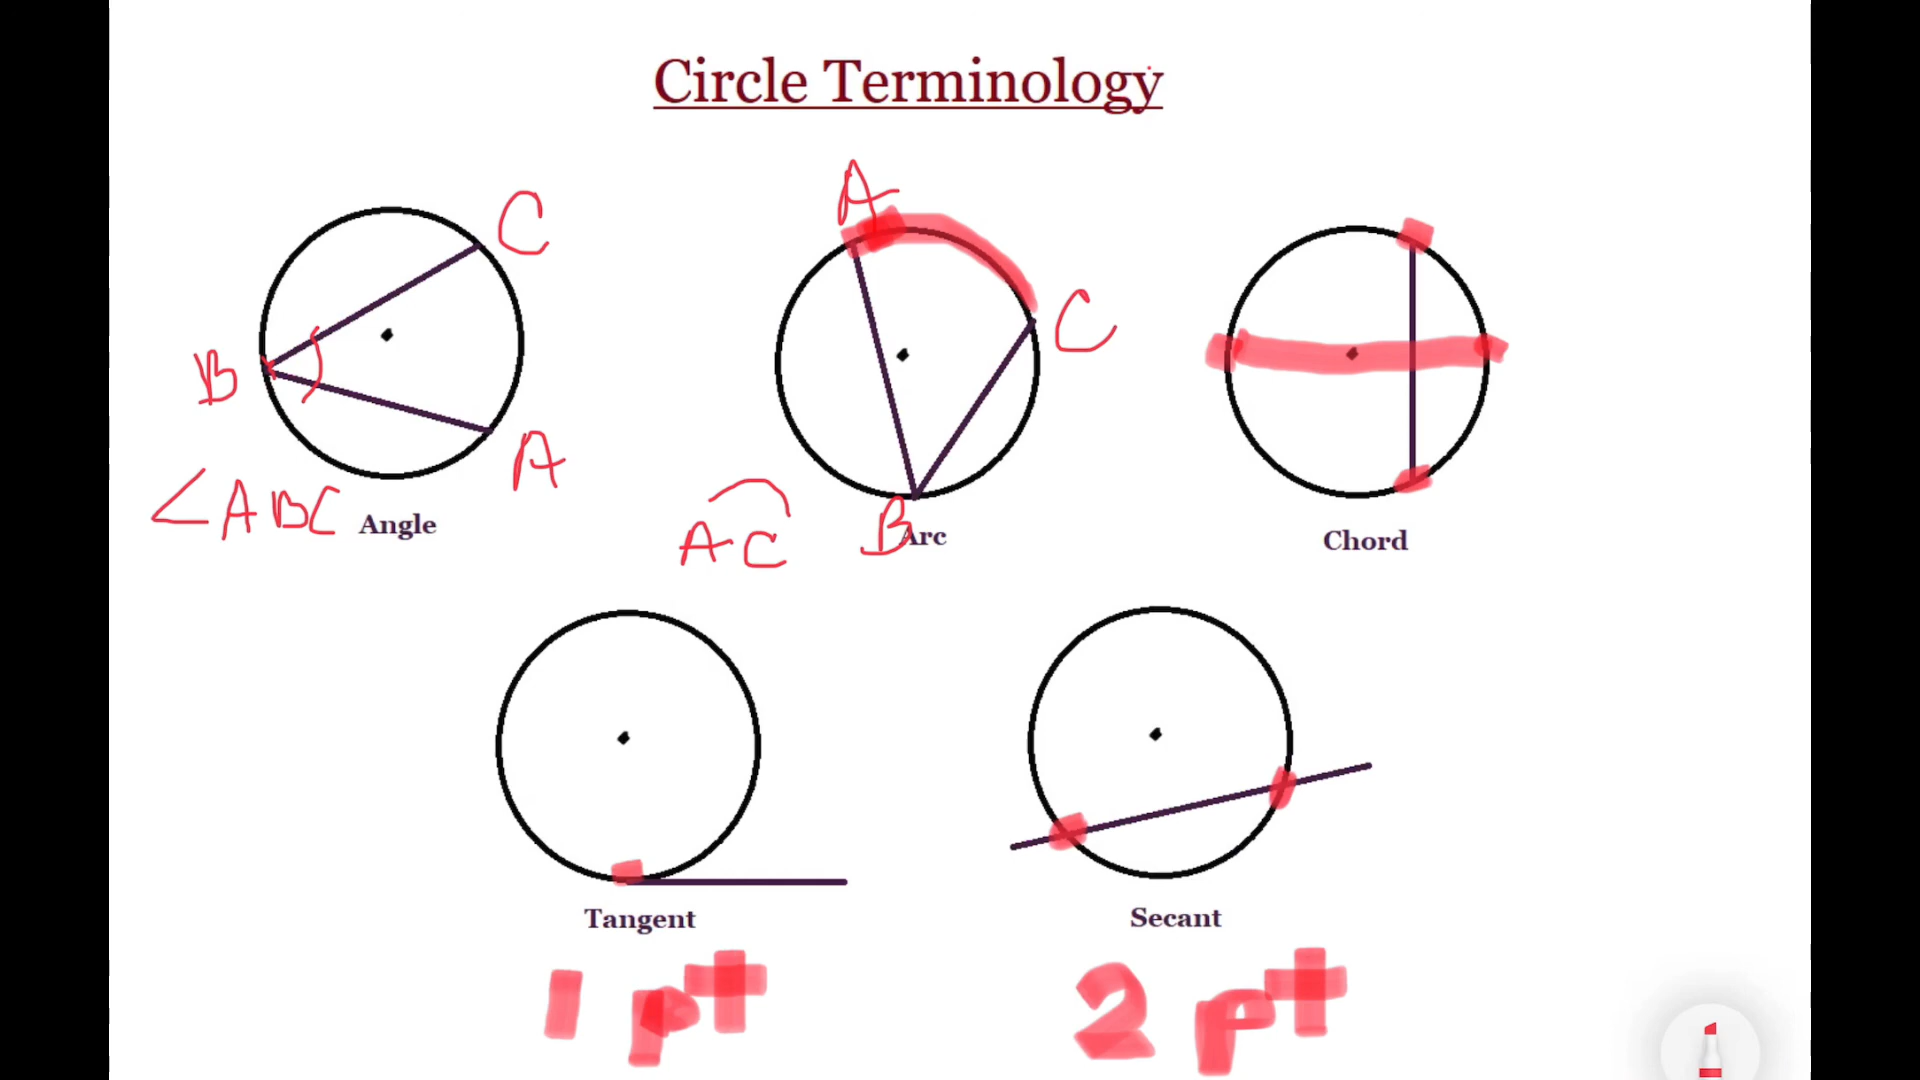 Circle Terminology
C
B
A
∠ABC
Angle
A
C
B
AC
Arc
Chord
Tangent
1 pt
Secant
2 pt